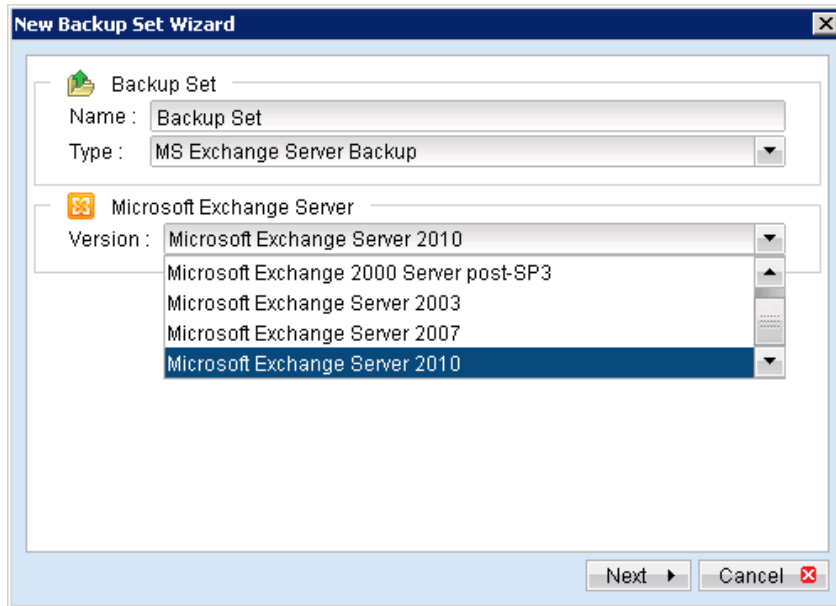 New Backup Set Wizard
Backup Set
Name : Backup Set
Type : MS Exchange Server Backup
Microsoft Exchange Server
Version : Microsoft Exchange Server 2010
Microsoft Exchange 2000 Server post-SP3
Microsoft Exchange Server 2003
Microsoft Exchange Server 2007
Microsoft Exchange Server 2010
Next Cancel